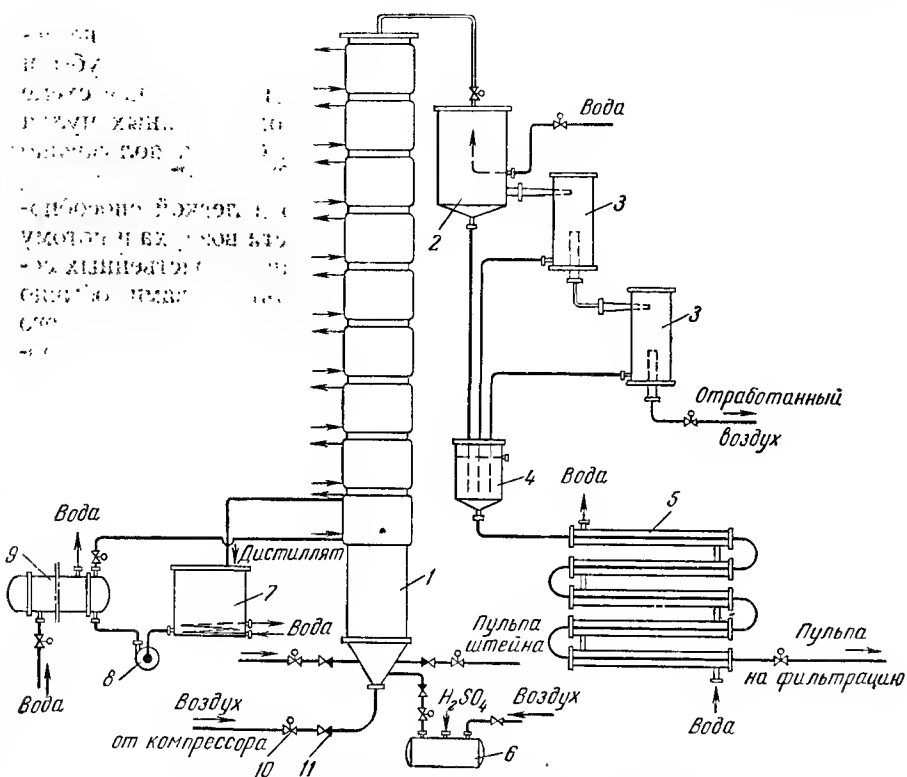 Вода
3
2
3
Отработанный
воздух
4
Вода
5
Вода
9
Дистиллят
7
1
Вода
Пульпа
штейна
Пульпа
на фильтрацию
8
Вода
Воздух
от компрессора
H₂SO₄
Воздух
Вода
10
11
6